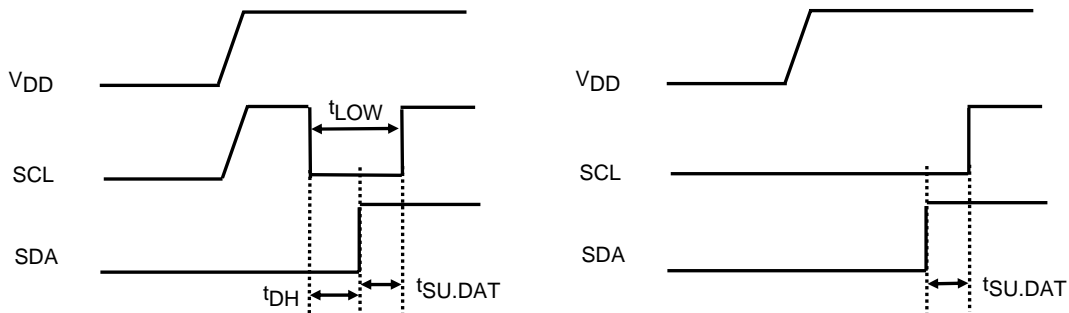 VDD
SCL
SDA
tLOW
tDH
tSU.DAT
VDD
SCL
SDA
tSU.DAT